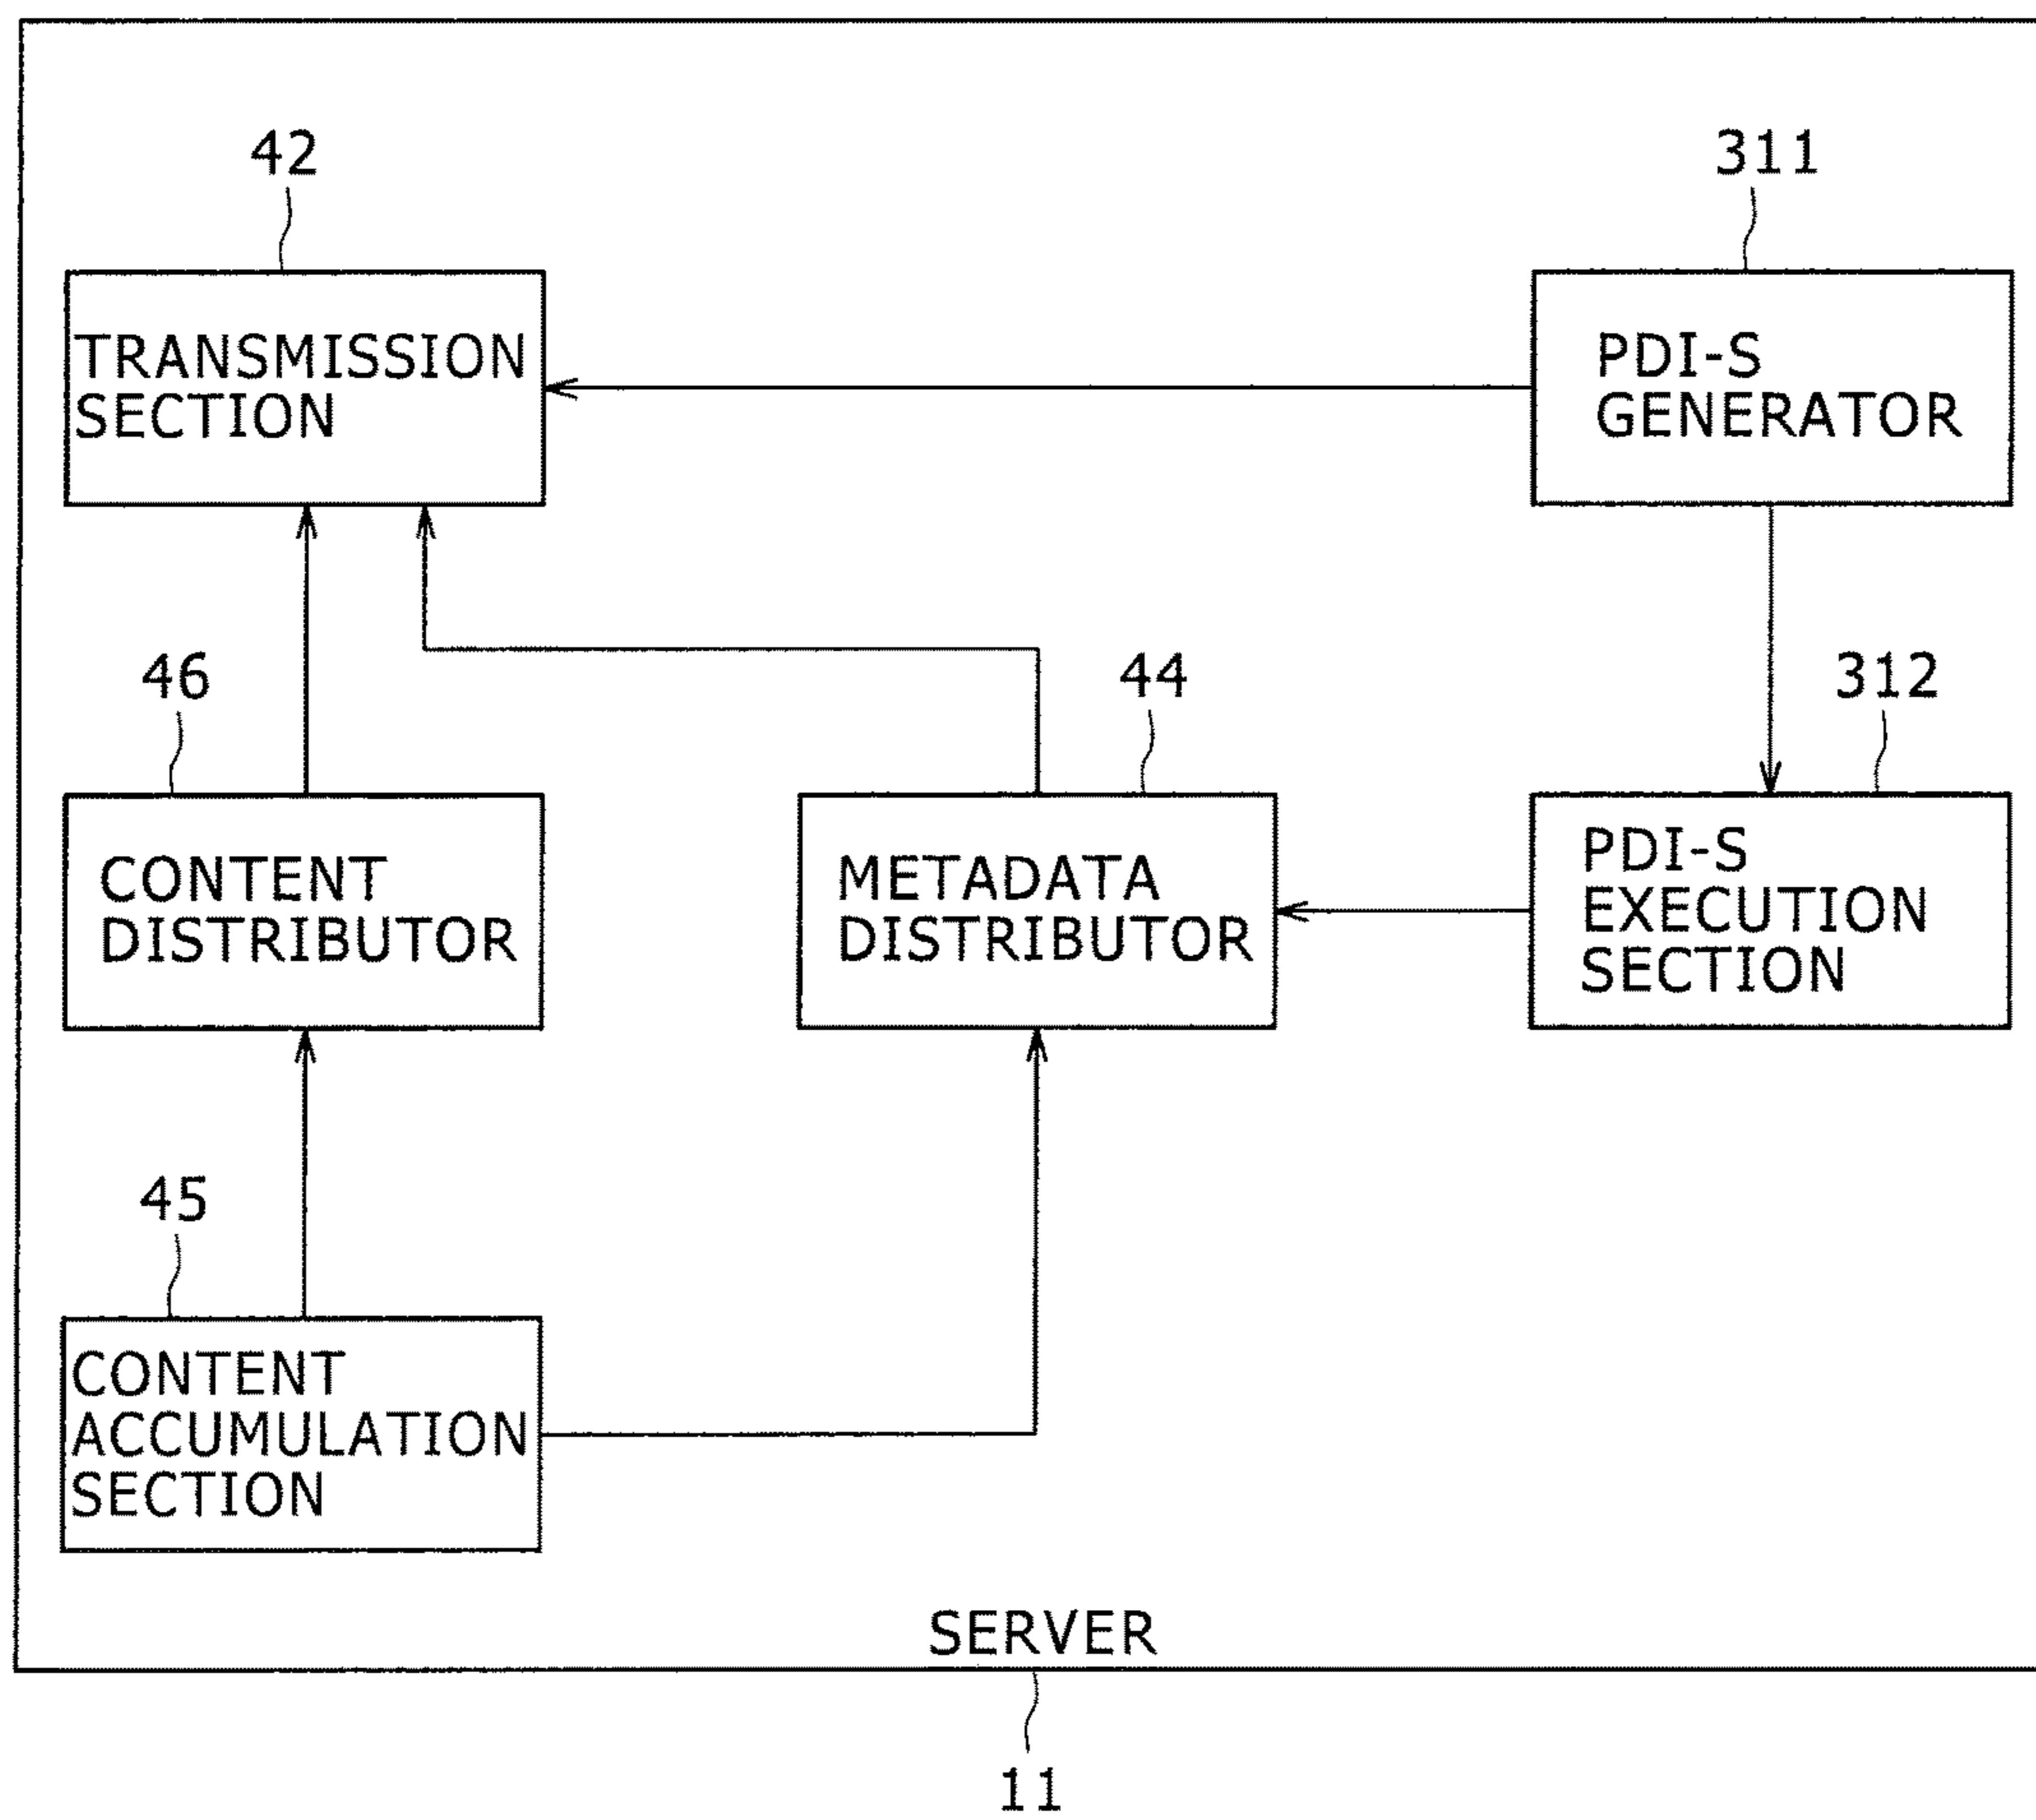 42
311
TRANSMISSION
SECTION
PDI-S
GENERATOR
46
44
312
CONTENT
DISTRIBUTOR
METADATA
DISTRIBUTOR
PDI-S
EXECUTION
SECTION
45
CONTENT
ACCUMULATION
SECTION
SERVER
11